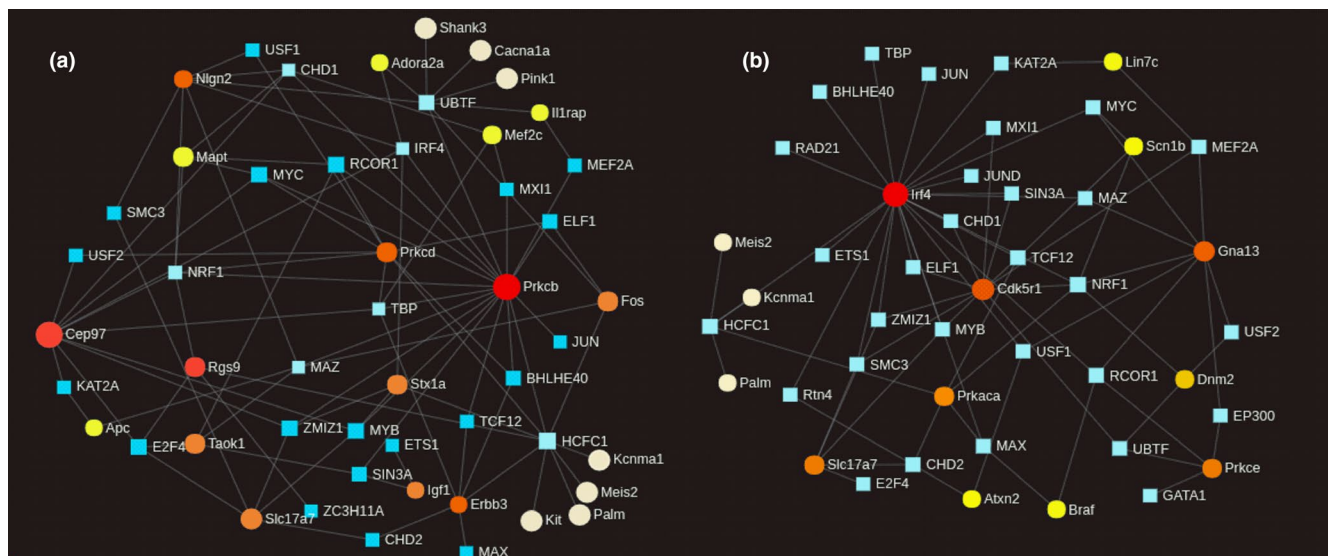 (a)
Shank3
USF1
Cacna1a
Nlgn2
CHD1
Adora2a
Pink1
UBTF
Il1rap
Mef2c
IRF4
Mapt
RCOR1
MEF2A
MYC
MXI1
SMC3
ELF1
USF2
Prkcd
NRF1
Prkcb
Fos
TBP
Cep97
JUN
Rgs9
MAZ
BHLHE40
KAT2A
Stx1a
Apc
TCF12
ZMIZ1
MYB
E2F4
Taok1
ETS1
HCFC1
Kcnma1
SIN3A
Igf1
Meis2
Erbb3
ZC3H11A
Palm
Slc17a7
Kit
CHD2
MAX
(b)
TBP
KAT2A
Lin7c
JUN
BHLHE40
MYC
MXI1
RAD21
Scn1b
MEF2A
JUND
Irf4
SIN3A
MAZ
CHD1
Meis2
ETS1
TCF12
Gna13
ELF1
NRF1
Cdk5r1
Kcnma1
ZMIZ1
HCFC1
MYB
USF2
USF1
SMC3
RCOR1
Dnm2
Palm
Rtn4
Prkaca
EP300
MAX
UBTF
Slc17a7
CHD2
Prkce
E2F4
Atxn2
GATA1
Braf